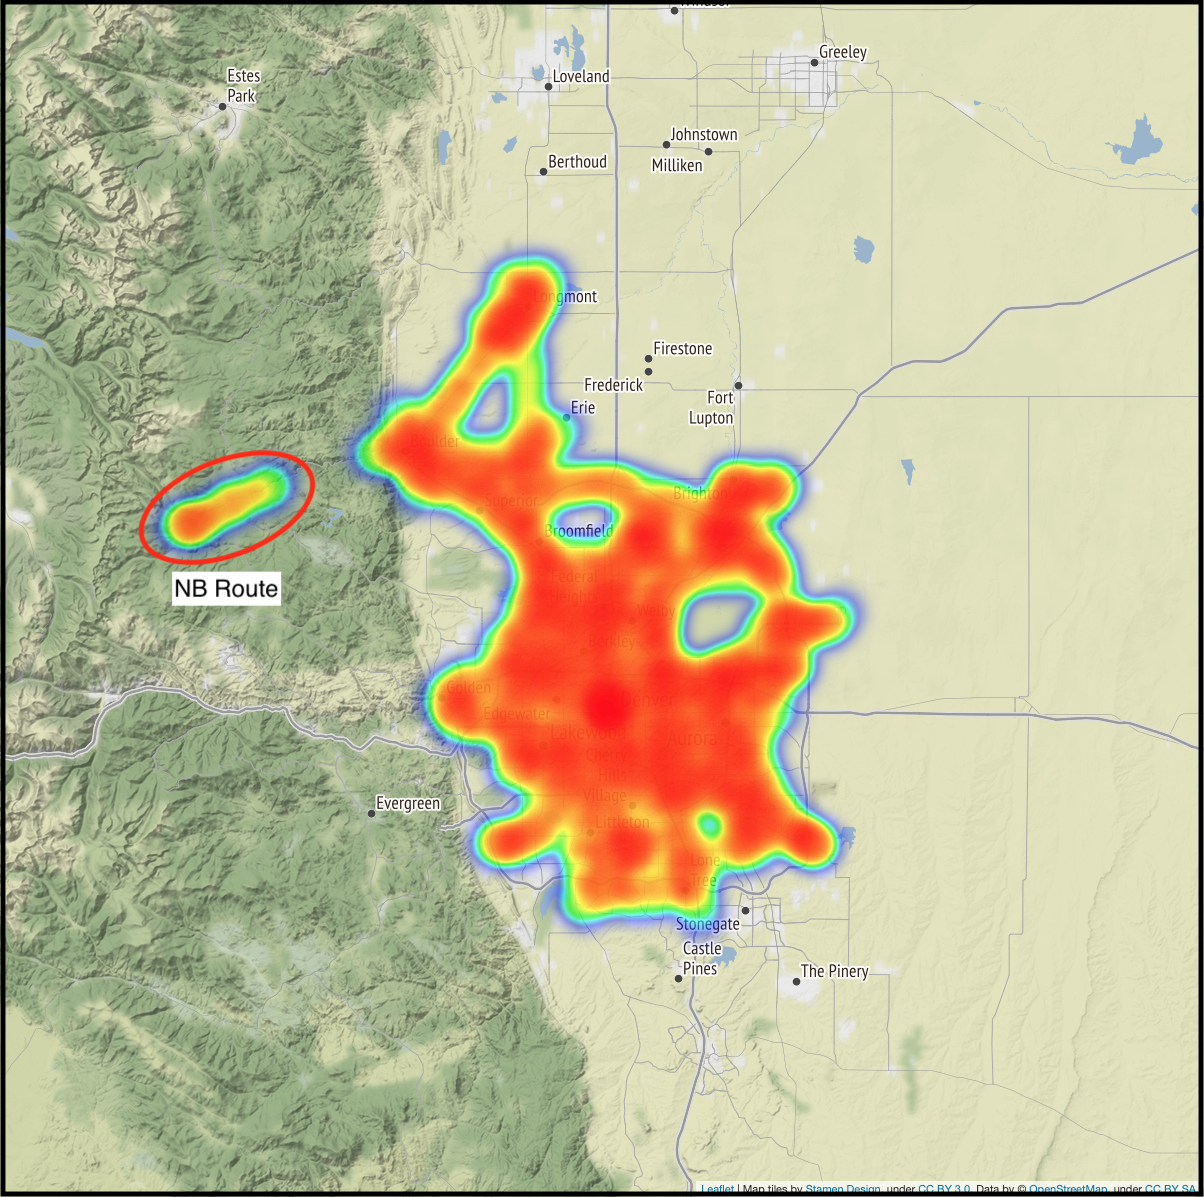 Greeley
Estes
Park
Loveland
Johnstown
Milliken
Berthoud
Longmont
Firestone
Frederick
Fort
Lupton
Erie
Boulder
Brighton
Superior
Broomfield
NB Route
Federal
Heights
Welby
Berkley
Golden
Denver
Edgewater
Lakewood
Aurora
Cherry
Hills
Village
Evergreen
Littleton
Lone
Tree
Stonegate
Castle
Pines
The Pinery
Leaflet | Map tiles by Stamen Design, under CC BY 3.0. Data by © OpenStreetMap, under CC BY SA